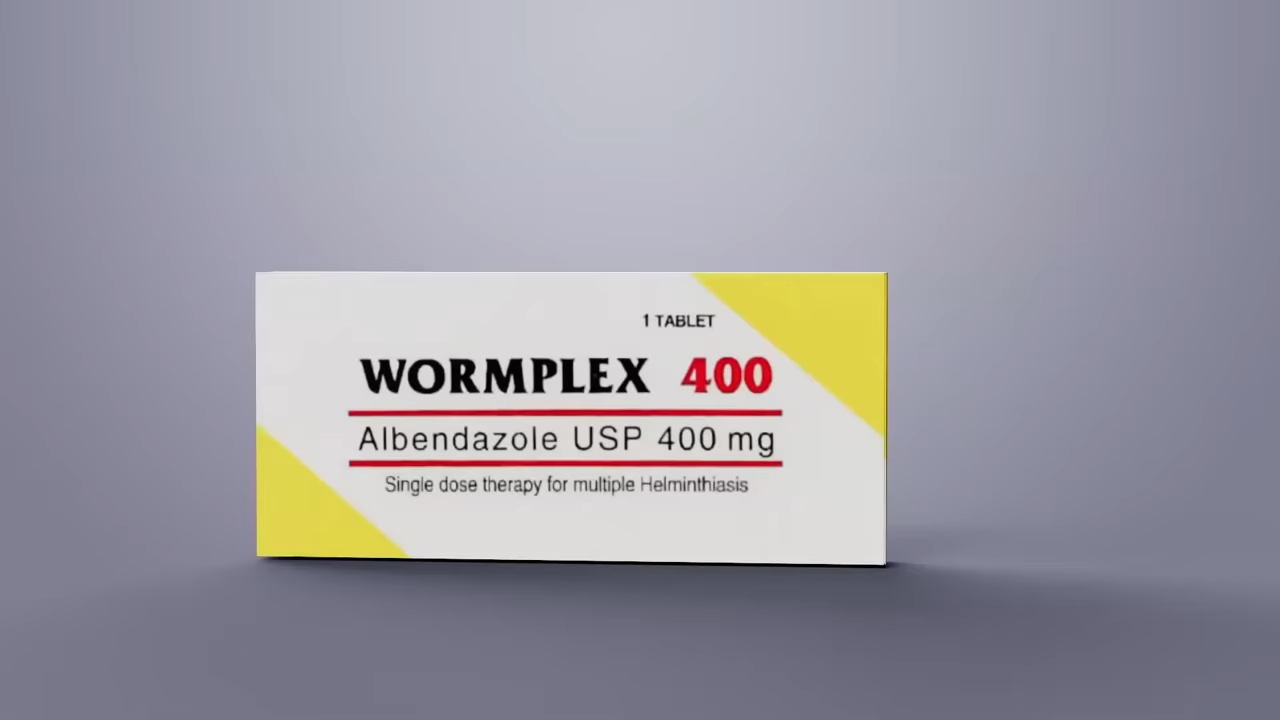 1 TABLET
WORMPLEX 400
Albendazole USP 400 mg
Single dose therapy for multiple Helminthiasis